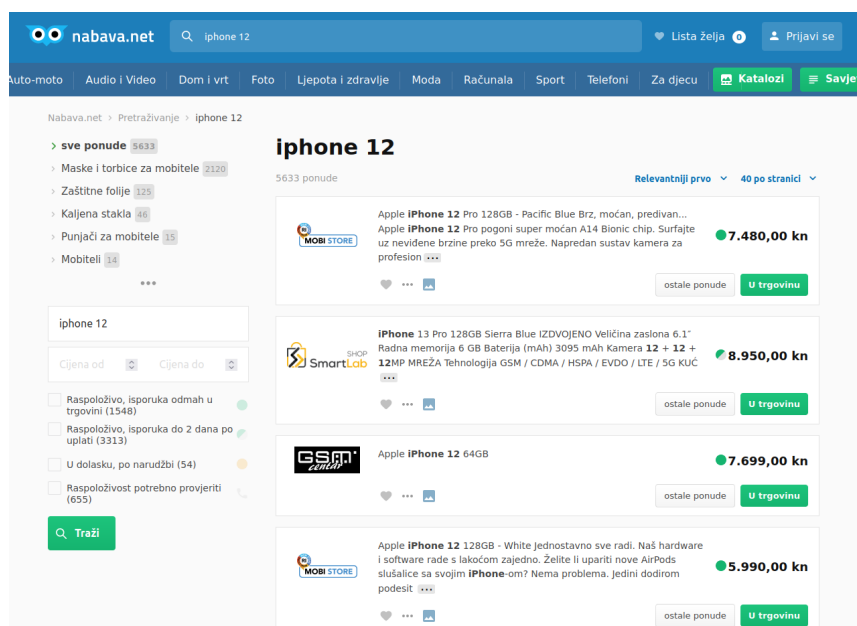 nabava.net
iphone 12
Lista želja 0
Prijavi se
Auto-moto
Audio i Video
Dom i vrt
Foto
Ljepota i zdravlje
Moda
Računala
Sport
Telefoni
Za djecu
Katalozi
Savje
Nabava.net > Pretraživanje > iphone 12
> sve ponude 5633
> Maske i torbice za mobitele 2120
> Zaštitne folije 125
> Kaljena stakla 46
> Punjači za mobitele 15
> Mobiteli 14
•••
iphone 12
Cijena od
Cijena do
Raspoloživo, isporuka odmah u
trgovini (1548)
Raspoloživo, isporuka do 2 dana po
uplati (3313)
U dolasku, po narudžbi (54)
Raspoloživost potrebno provjeriti
(655)
Traži
iphone 12
5633 ponude
Relevantniji prvo
40 po stranici
MOBI STORE
Apple iPhone 12 Pro 128GB - Pacific Blue Brz, moćan, predivan...
Apple iPhone 12 Pro pogoni super moćan A14 Bionic chip. Surfajte
uz neviđene brzine preko 5G mreže. Napredan sustav kamera za
profesion •••
7.480,00 kn
ostale ponude
U trgovinu
SHOP
SmartLab
iPhone 13 Pro 128GB Sierra Blue IZDVOJENO Veličina zaslona 6.1″
Radna memorija 6 GB Baterija (mAh) 3095 mAh Kamera 12 + 12 +
12MP MREŽA Tehnologija GSM / CDMA / HSPA / EVDO / LTE / 5G KUĆ
•••
8.950,00 kn
ostale ponude
U trgovinu
GSM
centar
Apple iPhone 12 64GB
7.699,00 kn
ostale ponude
U trgovinu
MOBI STORE
Apple iPhone 12 128GB - White Jednostavno sve radi. Naš hardware
i software rade s lakoćom zajedno. Želite li upariti nove AirPods
slušalice sa svojim iPhone-om? Nema problema. Jedini dodirom
podesit •••
5.990,00 kn
ostale ponude
U trgovinu